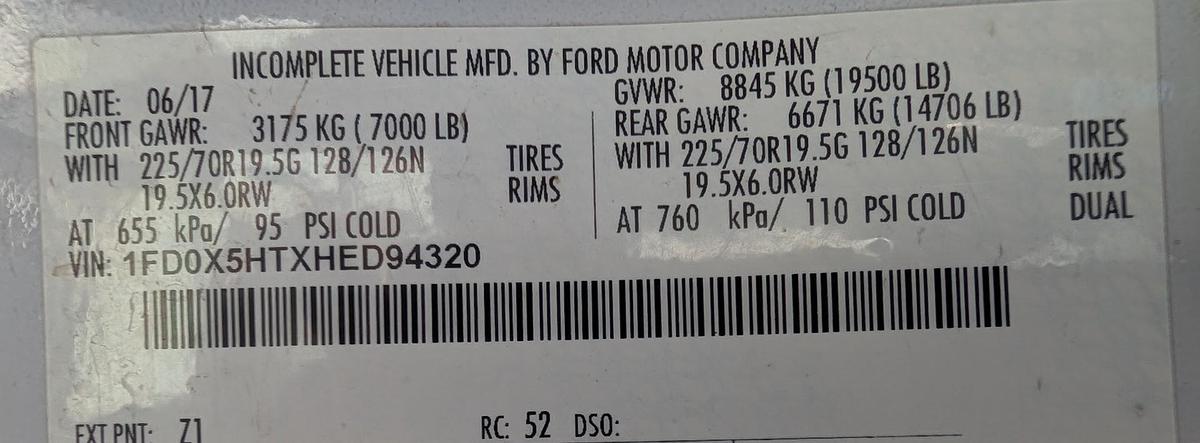 INCOMPLETE VEHICLE MFD. BY FORD MOTOR COMPANY
DATE: 06/17
FRONT GAWR: 3175 KG ( 7000 LB)
WITH 225/70R19.5G 128/126N TIRES
19.5X6.0RW RIMS
AT 655 kPa/ 95 PSI COLD
GVWR: 8845 KG (19500 LB)
REAR GAWR: 6671 KG (14706 LB)
WITH 225/70R19.5G 128/126N TIRES
19.5X6.0RW RIMS
AT 760 kPa/ 110 PSI COLD DUAL
VIN: 1FD0X5HTXHED94320
EXT PNT: Z1 RC: 52 DSO: